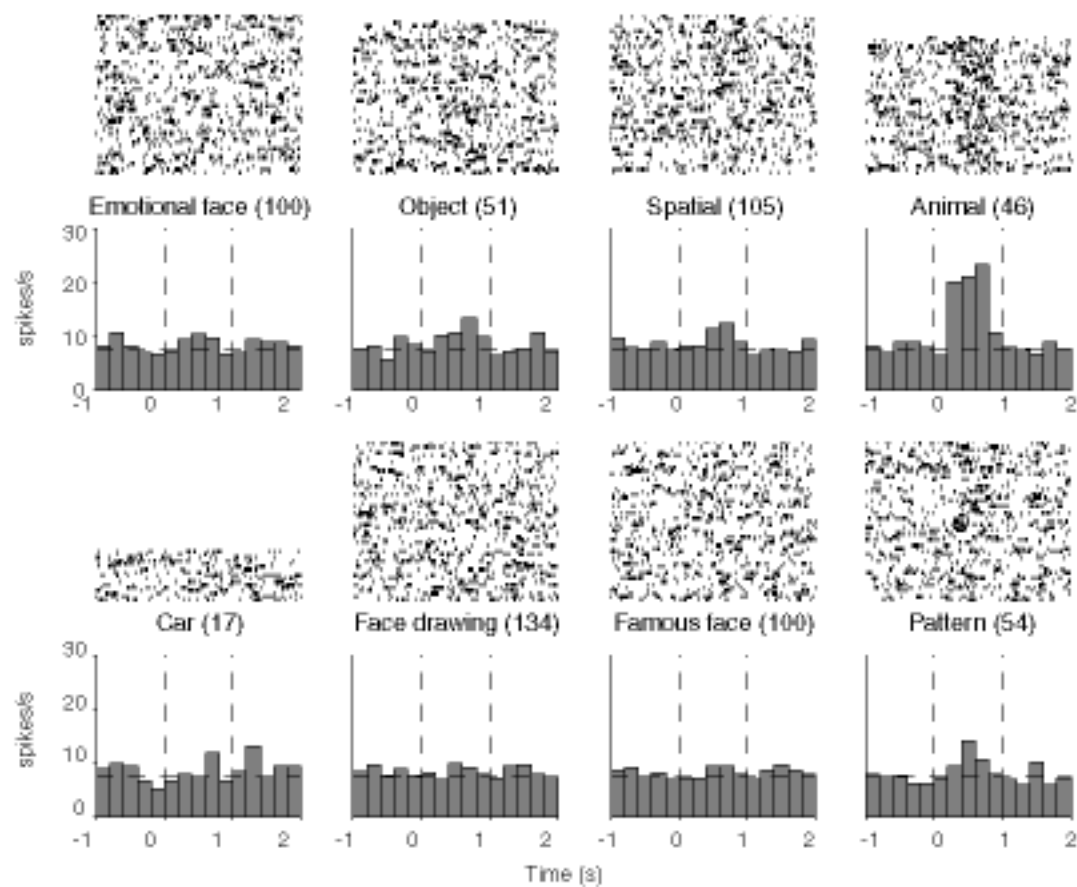 Emotional face (100) Object (51) Spatial (105) Animal (46)
30
20
10
0
spikes/s
-1 0 1 2 -1 0 1 2 -1 0 1 2 -1 0 1 2
Car (17) Face drawing (134) Famous face (100) Pattern (54)
30
20
10
0
spikes/s
-1 0 1 2 -1 0 1 2 -1 0 1 2 -1 0 1 2
Time (s)